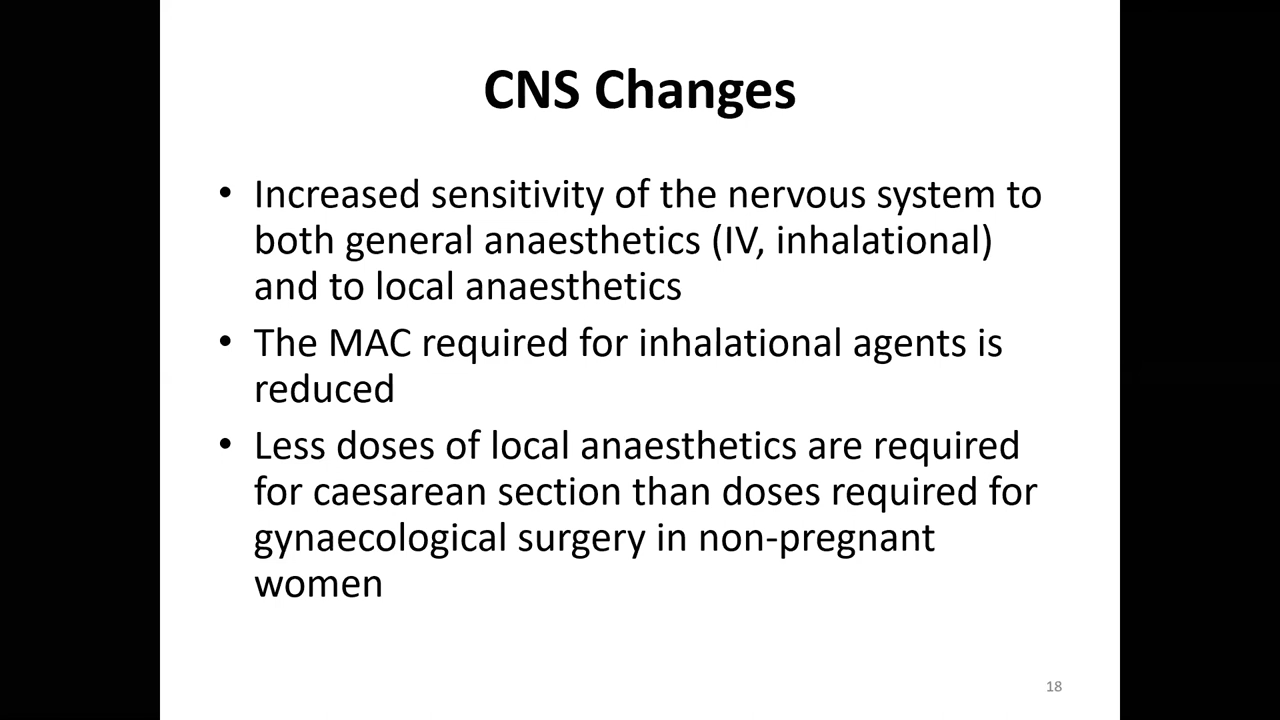 CNS Changes
• Increased sensitivity of the nervous system to
both general anaesthetics (IV, inhalational)
and to local anaesthetics
• The MAC required for inhalational agents is
reduced
• Less doses of local anaesthetics are required
for caesarean section than doses required for
gynaecological surgery in non-pregnant
women
18